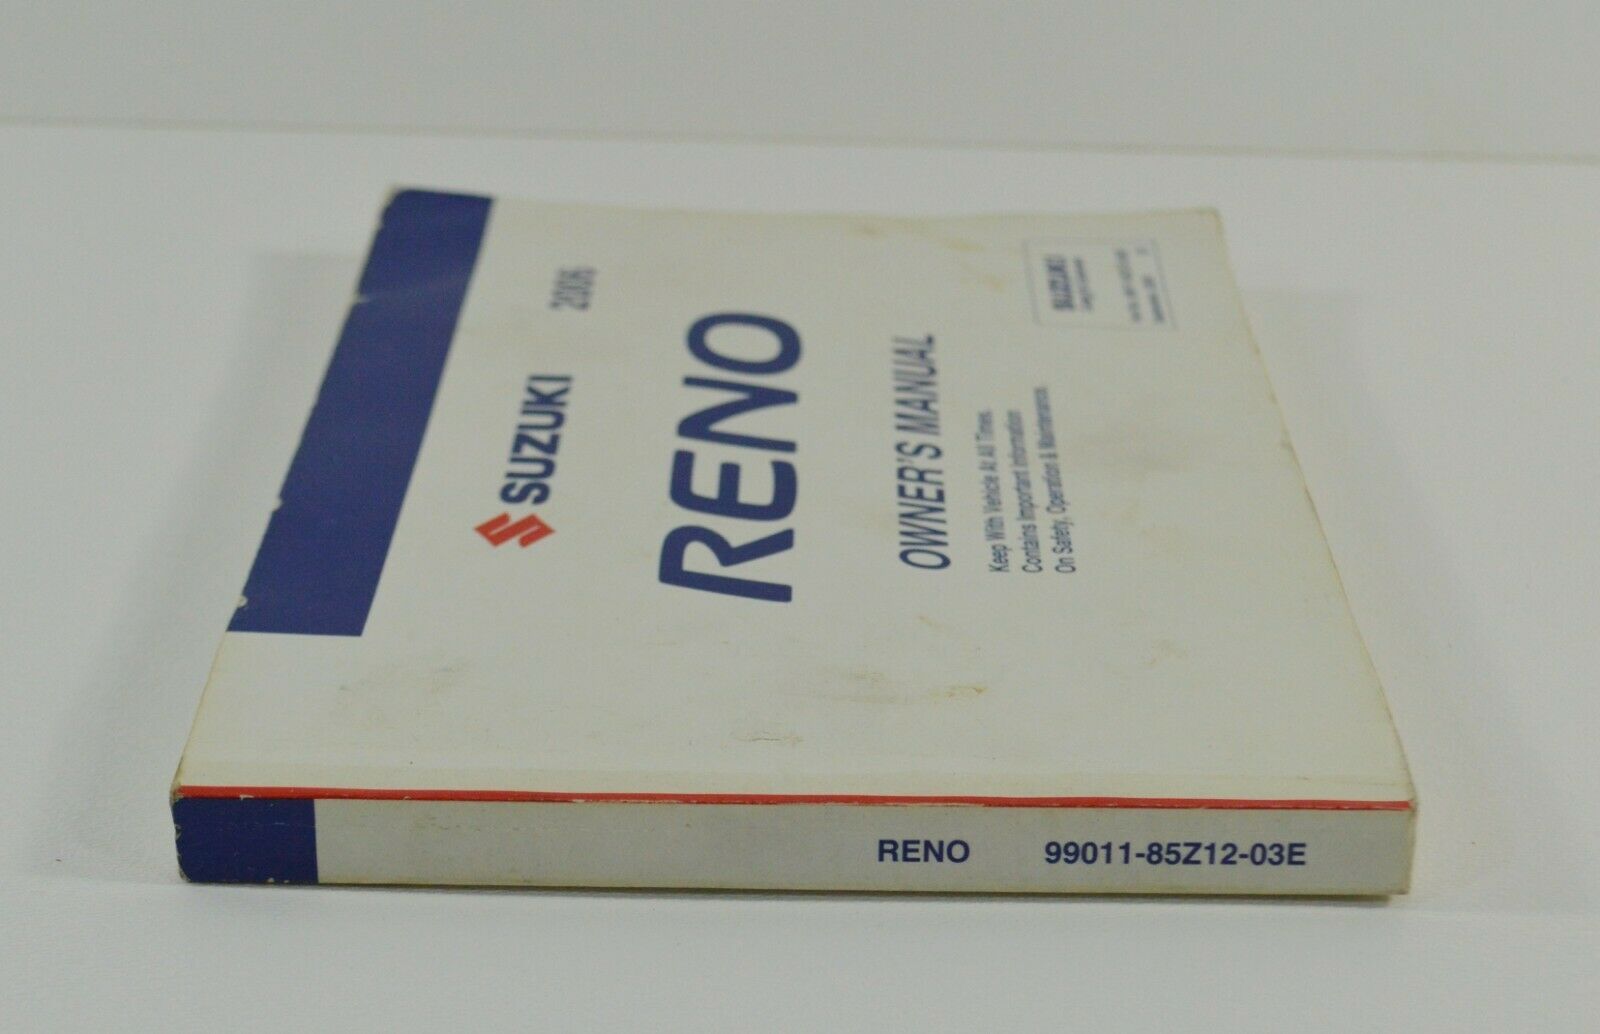 SUZUKI
RENO
OWNER'S MANUAL
Keep With Vehicle At All Times.
Contains Important Information
On Safety, Operation & Maintenance.
SUZUKI
RENO 99011-85Z12-03E